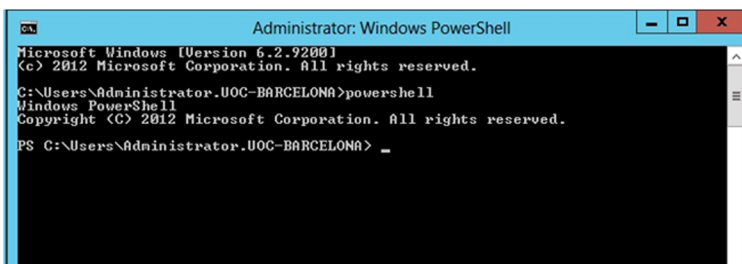 Administrator: Windows PowerShell
Microsoft Windows [Version 6.2.9200]
(c) 2012 Microsoft Corporation. All rights reserved.
C:\Users\Administrator.UOC-BARCELONA>powershell
Windows PowerShell
Copyright (C) 2012 Microsoft Corporation. All rights reserved.
PS C:\Users\Administrator.UOC-BARCELONA> _